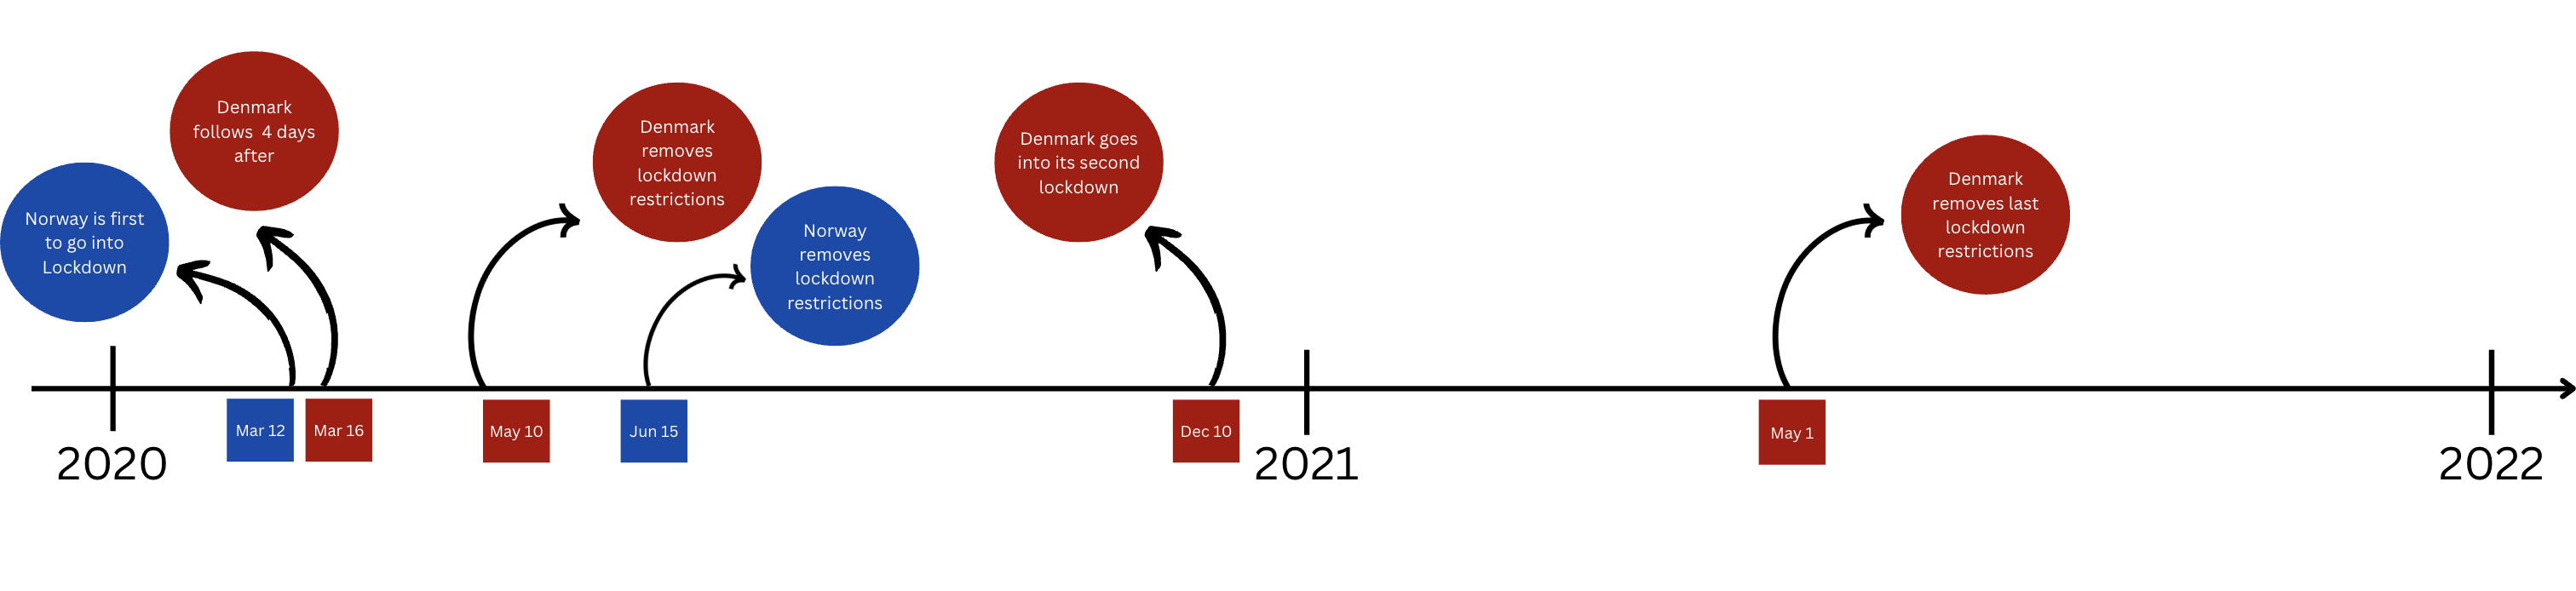 Denmark
follows 4 days
after
Norway is first
to go into
Lockdown
Denmark
removes
lockdown
restrictions
Norway
removes
lockdown
restrictions
Denmark goes
into its second
lockdown
Denmark
removes last
lockdown
restrictions
Mar 12
Mar 16
May 10
Jun 15
Dec 10
May 1
2020
2021
2022